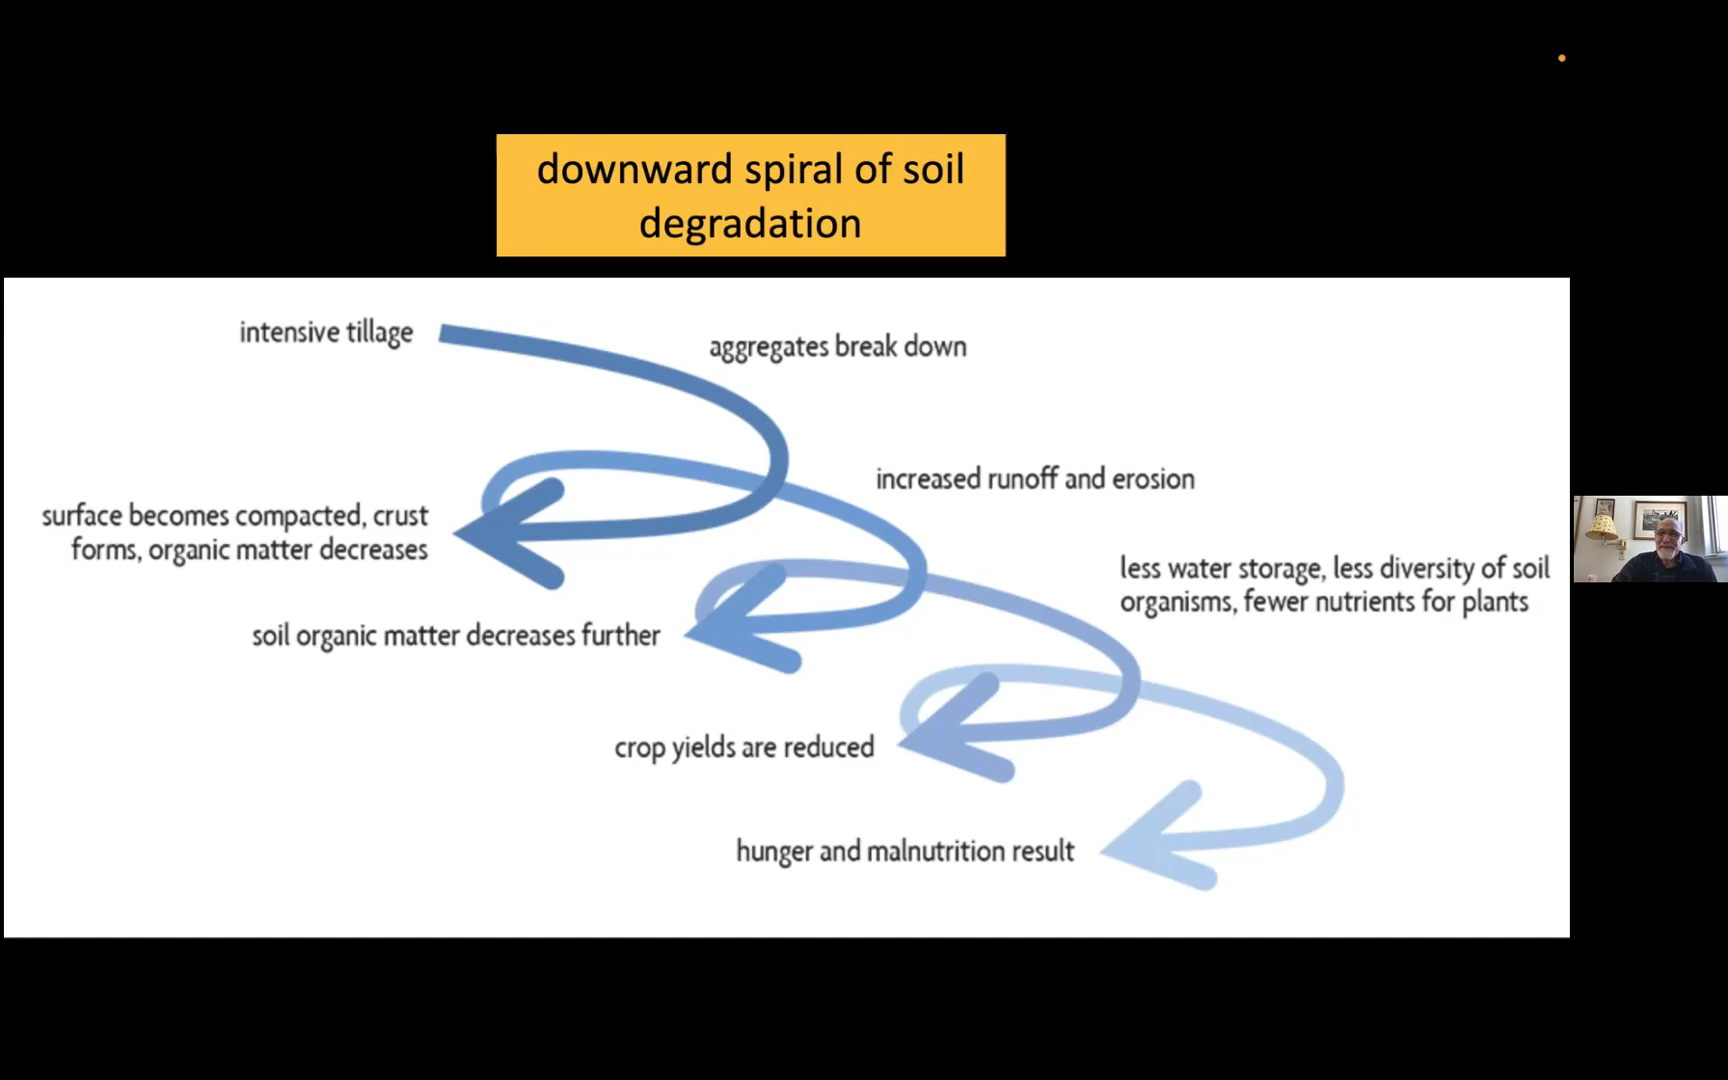 downward spiral of soil
degradation
intensive tillage
aggregates break down
increased runoff and erosion
surface becomes compacted, crust
forms, organic matter decreases
less water storage, less diversity of soil
organisms, fewer nutrients for plants
soil organic matter decreases further
crop yields are reduced
hunger and malnutrition result